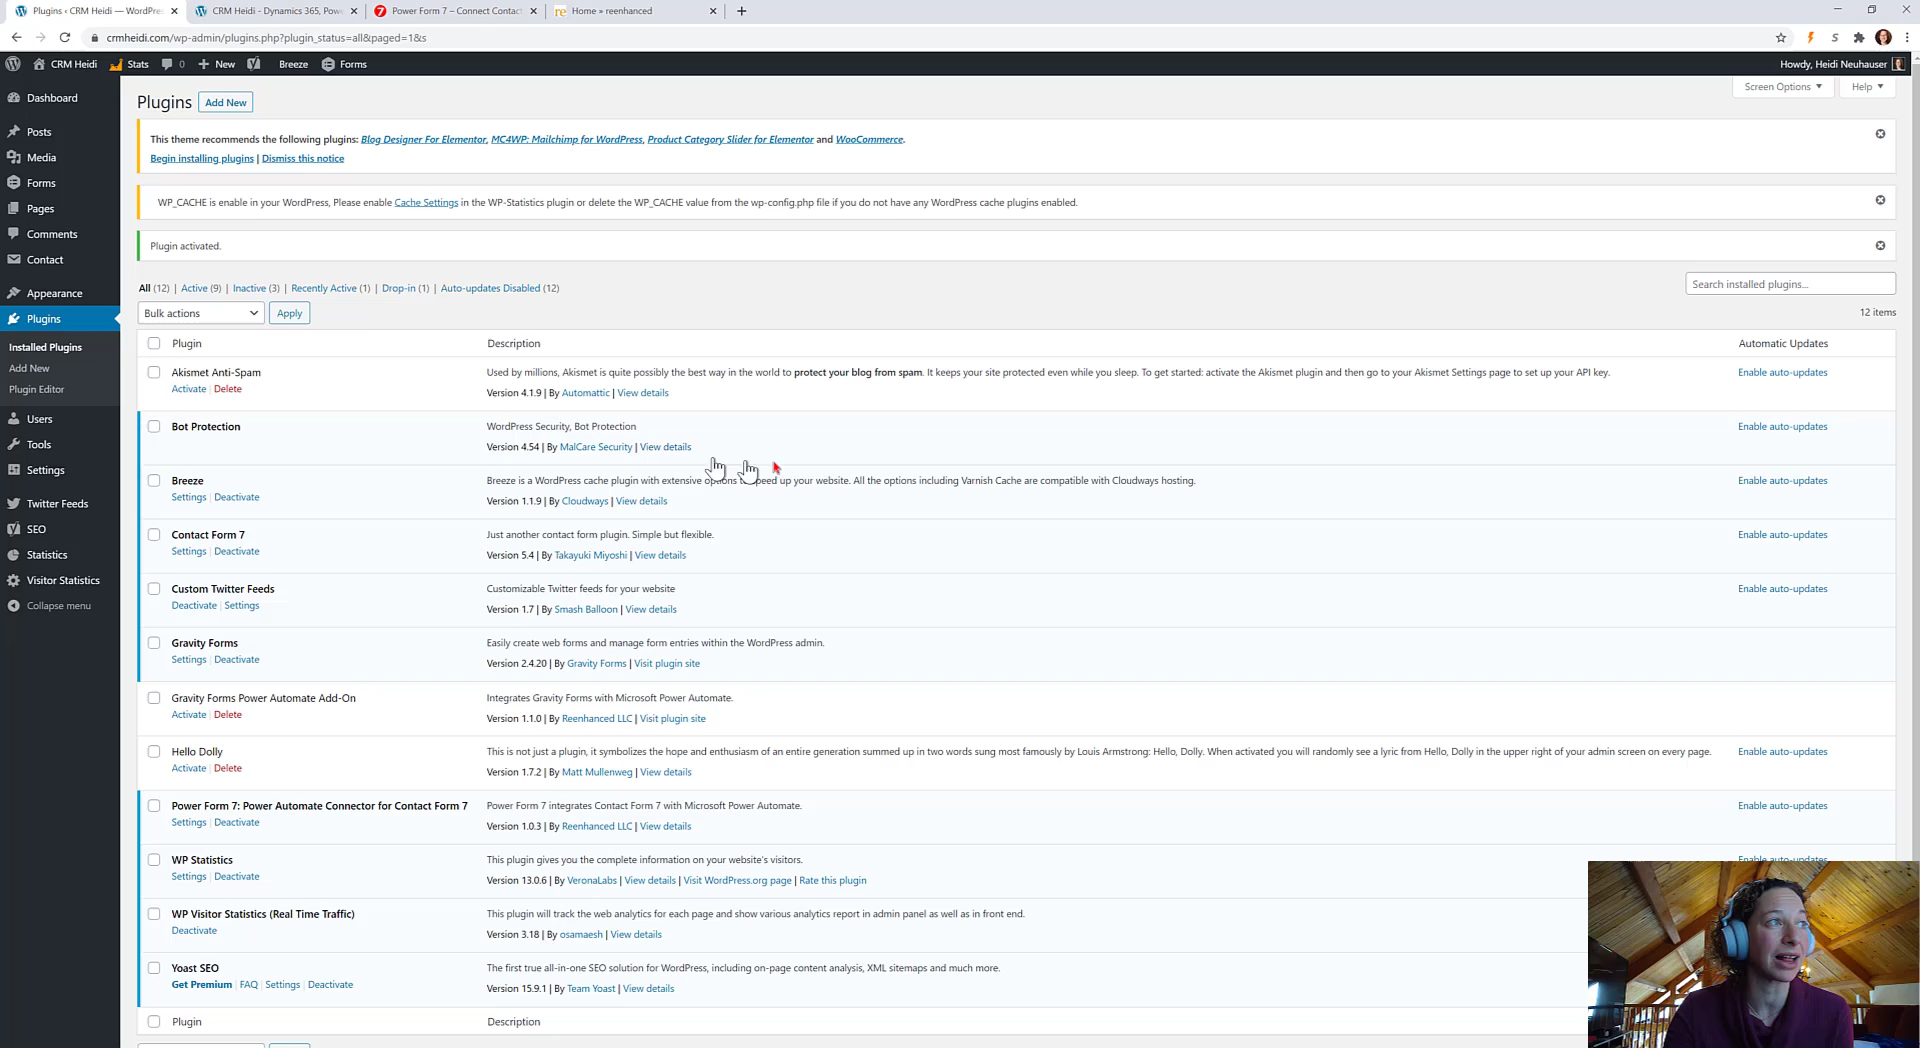 Plugins ‹ CRM Heidi — WordPres
CRM Heidi - Dynamics 365, Powe
Power Form 7 – Connect Contact
Home » reenhanced
crmheidi.com/wp-admin/plugins.php?plugin_status=all&paged=1&s
CRM Heidi Stats 0 New Breeze Forms
Howdy, Heidi Neuhauser
Dashboard
Posts
Media
Forms
Pages
Comments
Contact
Appearance
Plugins
Installed Plugins
Add New
Plugin Editor
Users
Tools
Settings
Twitter Feeds
SEO
Statistics
Visitor Statistics
Collapse menu
Screen Options Help
Plugins Add New
This theme recommends the following plugins: Blog Designer For Elementor, MC4WP: Mailchimp for WordPress, Product Category Slider for Elementor and WooCommerce.
Begin installing plugins | Dismiss this notice
WP_CACHE is enable in your WordPress, Please enable Cache Settings in the WP-Statistics plugin or delete the WP_CACHE value from the wp-config.php file if you do not have any WordPress cache plugins enabled.
Plugin activated.
All (12) | Active (9) | Inactive (3) | Recently Active (1) | Drop-in (1) | Auto-updates Disabled (12)
Search installed plugins...
Bulk actions Apply
12 items
Plugin Description Automatic Updates
Akismet Anti-Spam
Activate | Delete
Used by millions, Akismet is quite possibly the best way in the world to protect your blog from spam. It keeps your site protected even while you sleep. To get started: activate the Akismet plugin and then go to your Akismet Settings page to set up your API key.
Version 4.1.9 | By Automattic | View details
Enable auto-updates
Bot Protection
WordPress Security, Bot Protection
Version 4.54 | By MalCare Security | View details
Enable auto-updates
Breeze
Settings | Deactivate
Breeze is a WordPress cache plugin with extensive options to speed up your website. All the options including Varnish Cache are compatible with Cloudways hosting.
Version 1.1.9 | By Cloudways | View details
Enable auto-updates
Contact Form 7
Settings | Deactivate
Just another contact form plugin. Simple but flexible.
Version 5.4 | By Takayuki Miyoshi | View details
Enable auto-updates
Custom Twitter Feeds
Deactivate | Settings
Customizable Twitter feeds for your website
Version 1.7 | By Smash Balloon | View details
Enable auto-updates
Gravity Forms
Settings | Deactivate
Easily create web forms and manage form entries within the WordPress admin.
Version 2.4.20 | By Gravity Forms | Visit plugin site
Gravity Forms Power Automate Add-On
Activate | Delete
Integrates Gravity Forms with Microsoft Power Automate.
Version 1.1.0 | By Reenhanced LLC | Visit plugin site
Hello Dolly
Activate | Delete
This is not just a plugin, it symbolizes the hope and enthusiasm of an entire generation summed up in two words sung most famously by Louis Armstrong: Hello, Dolly. When activated you will randomly see a lyric from Hello, Dolly in the upper right of your admin screen on every page.
Version 1.7.2 | By Matt Mullenweg | View details
Enable auto-updates
Power Form 7: Power Automate Connector for Contact Form 7
Settings | Deactivate
Power Form 7 integrates Contact Form 7 with Microsoft Power Automate.
Version 1.0.3 | By Reenhanced LLC | View details
Enable auto-updates
WP Statistics
Settings | Deactivate
This plugin gives you the complete information on your website's visitors.
Version 13.0.6 | By VeronaLabs | View details | Visit WordPress.org page | Rate this plugin
Enable auto-updates
WP Visitor Statistics (Real Time Traffic)
Deactivate
This plugin will track the web analytics for each page and show various analytics report in admin panel as well as in front end.
Version 3.18 | By osamaesh | View details
Yoast SEO
Get Premium | FAQ | Settings | Deactivate
The first true all-in-one SEO solution for WordPress, including on-page content analysis, XML sitemaps and much more.
Version 15.9.1 | By Team Yoast | View details
Plugin Description